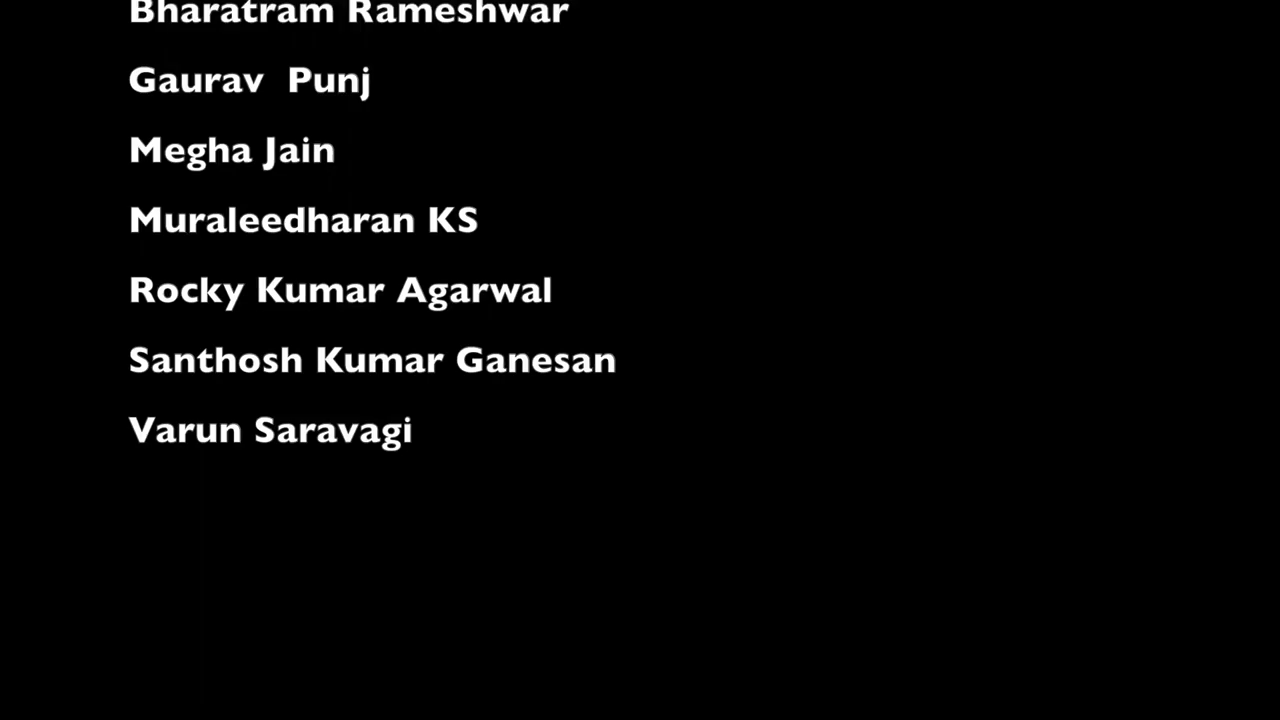 Bharatram Rameshwar
Gaurav  Punj
Megha Jain
Muraleedharan KS
Rocky Kumar Agarwal
Santhosh Kumar Ganesan
Varun Saravagi